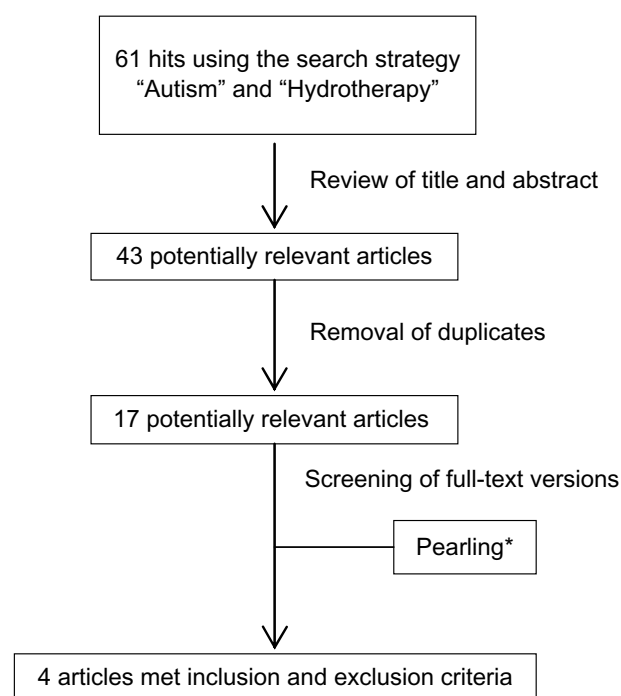 61 hits using the search strategy
“Autism” and “Hydrotherapy”
Review of title and abstract
43 potentially relevant articles
Removal of duplicates
17 potentially relevant articles
Screening of full-text versions
Pearling*
4 articles met inclusion and exclusion criteria